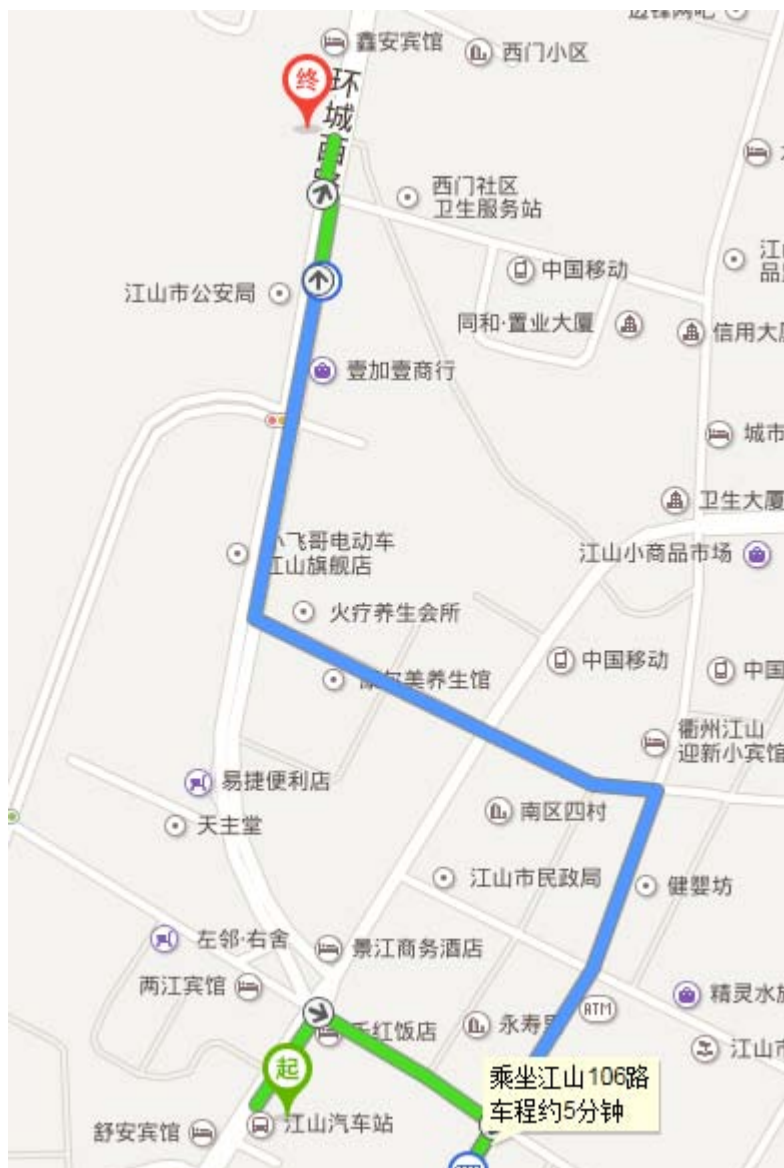 鑫安宾馆
西门小区
终
环城西路
西门社区
卫生服务站
中国移动
江山市公安局
同和·置业大厦
信用大厦
壹加壹商行
城市
卫生大厦
小飞哥电动车
江山旗舰店
江山小商品市场
火疗养生会所
中国移动
养生馆
中国
衢州江山
迎新小宾馆
易捷便利店
南区四村
天主堂
江山市民政局
健婴坊
左邻·右舍
景江商务酒店
两江宾馆
精灵水族
ATM
红饭店
永寿里
江山市
起
乘坐江山106路
车程约5分钟
江山汽车站
舒安宾馆